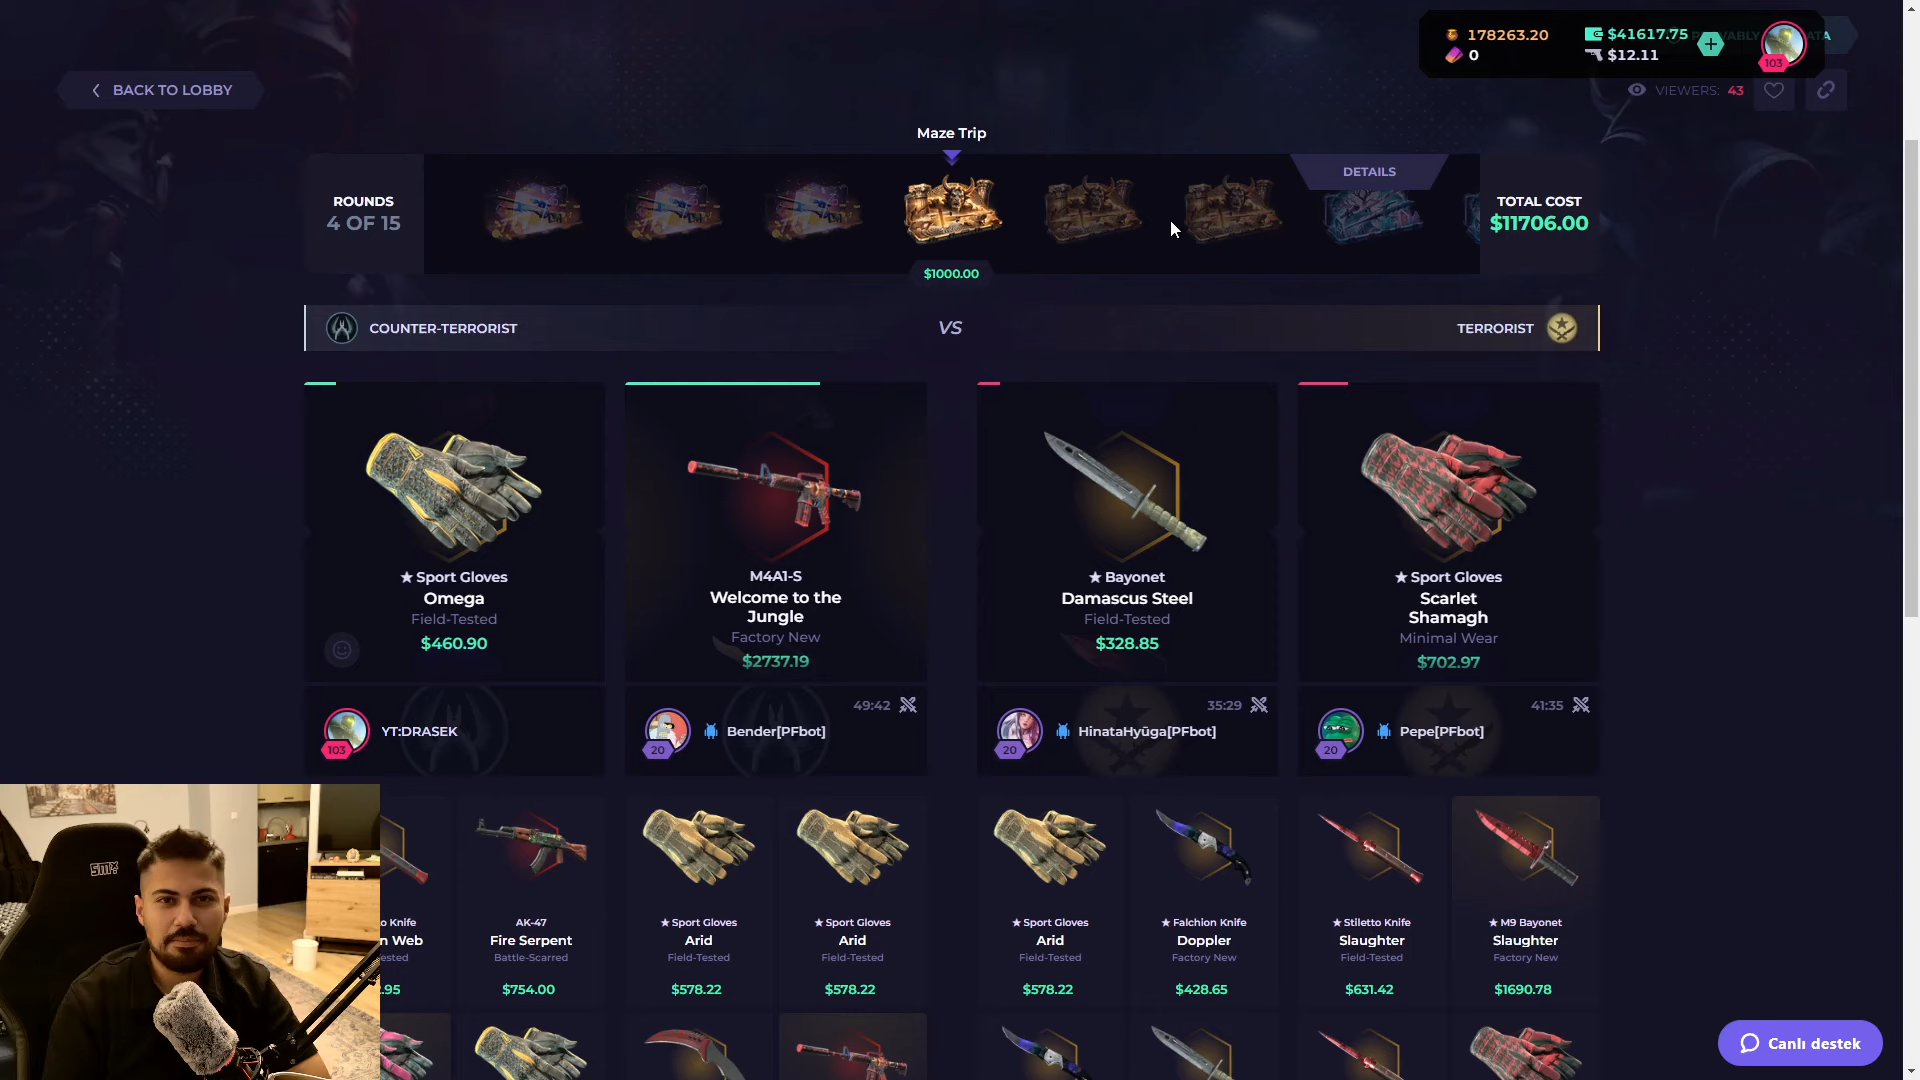 178263.20
$41617.75
0
$12.11
103
BACK TO LOBBY
VIEWERS: 43
Maze Trip
DETAILS
ROUNDS
4 OF 15
TOTAL COST
$11706.00
$1000.00
COUNTER-TERRORIST
VS
TERRORIST
★ Sport Gloves
Omega
Field-Tested
$460.90
M4A1-S
Welcome to the
Jungle
Factory New
$2737.19
★ Bayonet
Damascus Steel
Field-Tested
$328.85
★ Sport Gloves
Scarlet
Shamagh
Minimal Wear
$702.97
103
YT:DRASEK
49:42
20
Bender[PFbot]
35:29
20
HinataHyūga[PFbot]
41:35
20
Pepe[PFbot]
o Knife
n Web
ested
.95
AK-47
Fire Serpent
Battle-Scarred
$754.00
★ Sport Gloves
Arid
Field-Tested
$578.22
★ Sport Gloves
Arid
Field-Tested
$578.22
★ Sport Gloves
Arid
Field-Tested
$578.22
★ Falchion Knife
Doppler
Factory New
$428.65
★ Stiletto Knife
Slaughter
Field-Tested
$631.42
★ M9 Bayonet
Slaughter
Factory New
$1690.78
Canlı destek